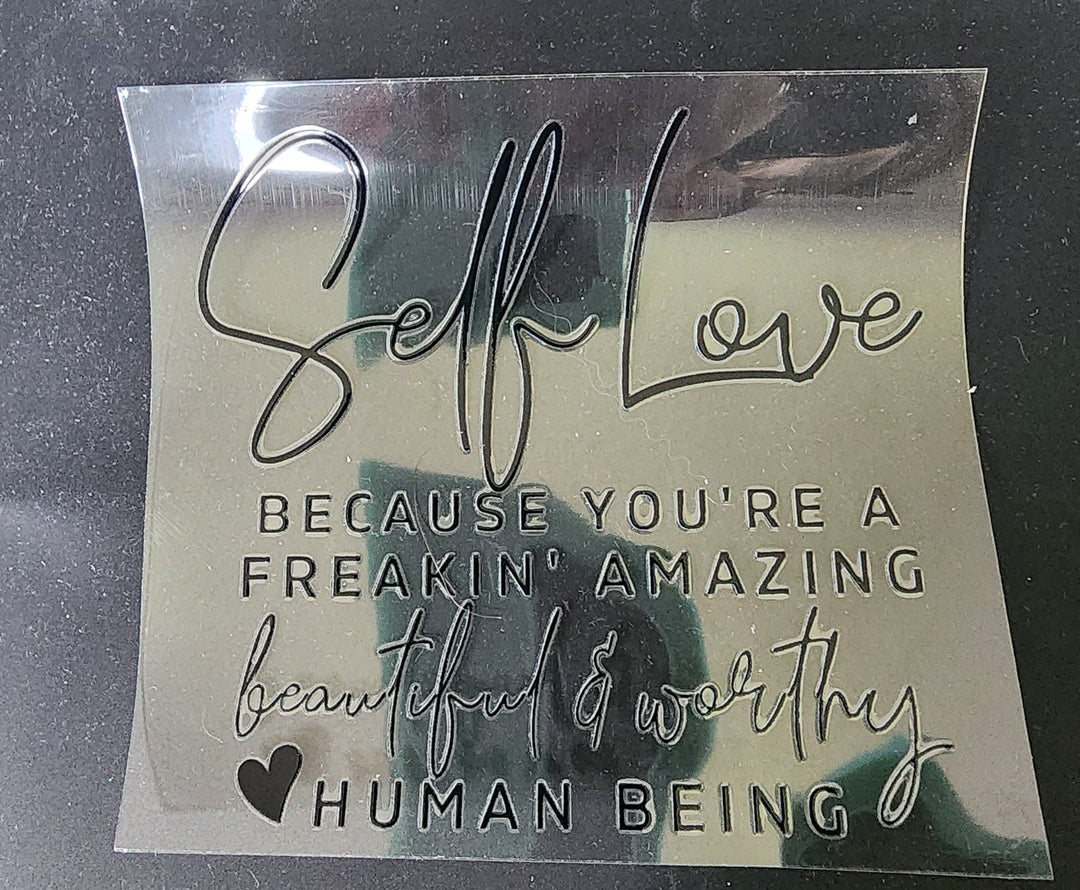 Self Love
BECAUSE YOU'RE A
FREAKIN' AMAZING
beautiful & worthy
HUMAN BEING